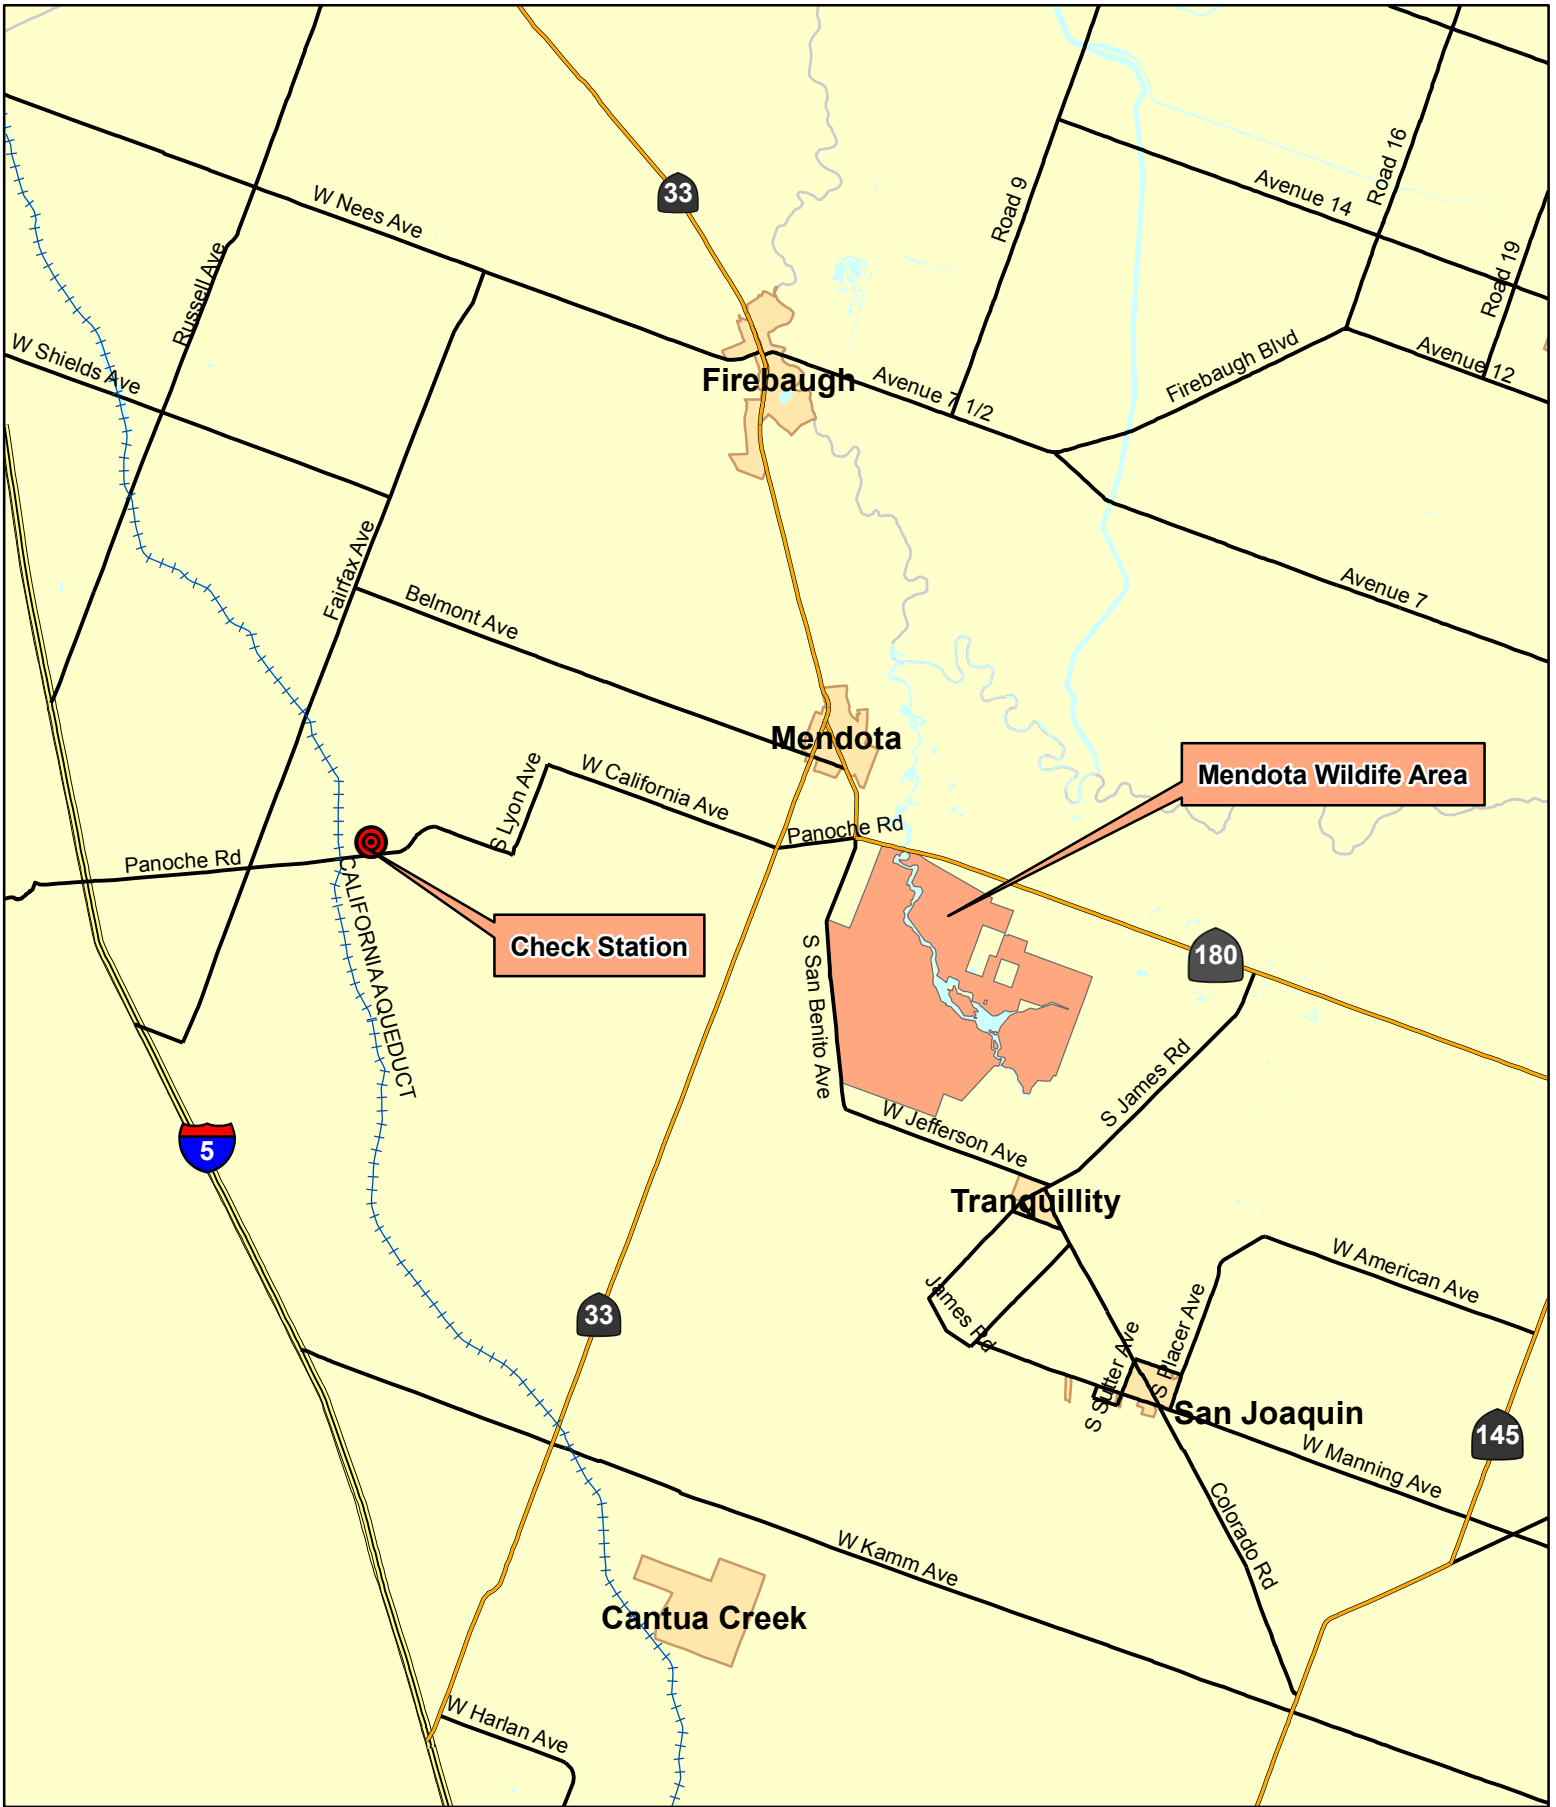 Road 16
Avenue 14
33
Road 9
W Nees Ave
Road 19
Russell Ave
W Shields Ave
Firebaugh Blvd
Avenue 12
Firebaugh
Avenue 7 1/2
Fairfax Ave
Avenue 7
Belmont Ave
Mendota
Mendota Wildife Area
S Lyon Ave
W California Ave
Panoche Rd
Panoche Rd
Check Station
CALIFORNIA AQUEDUCT
180
S San Benito Ave
S James Rd
W Jefferson Ave
5
Tranquillity
W American Ave
James Rd
33
S Placer Ave
S Sutter Ave
San Joaquin
145
W Manning Ave
Colorado Rd
W Kamm Ave
Cantua Creek
W Harlan Ave